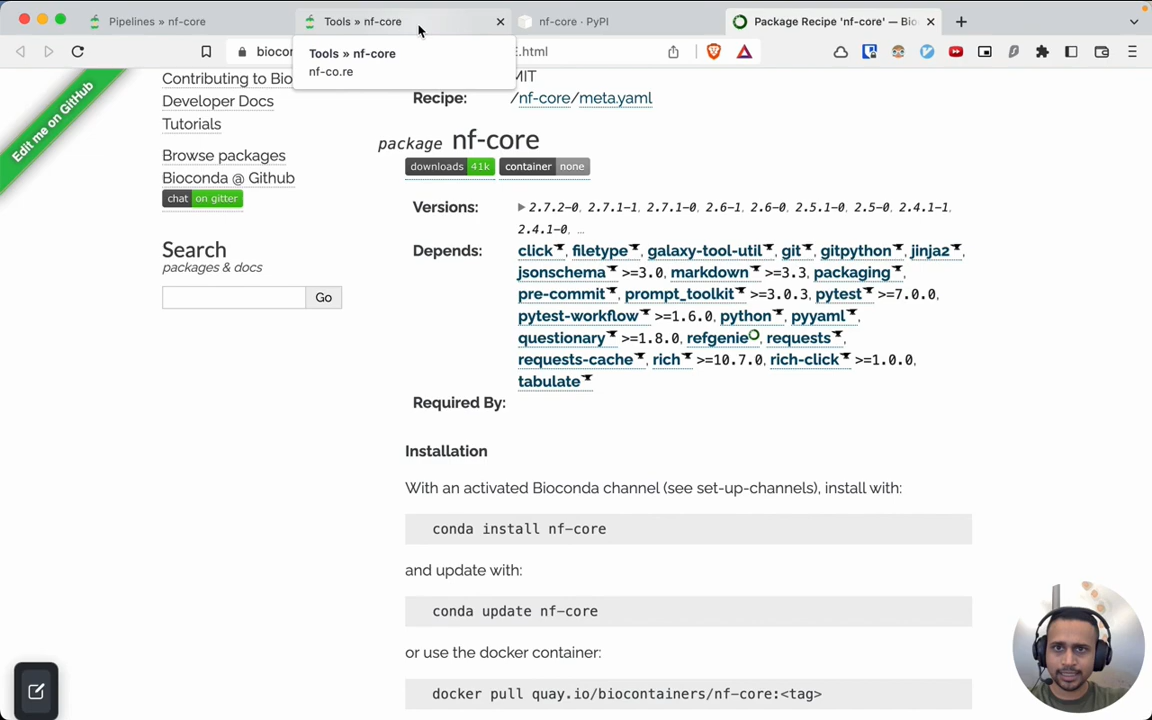 Pipelines » nf-core
Tools » nf-core
nf-core · PyPI
Package Recipe 'nf-core' — Bio
biocon
.html
Tools » nf-core
nf-co.re
Edit me on GitHub
Contributing to Bio
Developer Docs
Tutorials
Browse packages
Bioconda @ Github
chat on gitter
Search
packages & docs
Go
MIT
Recipe: /nf-core/meta.yaml
package nf-core
downloads 41k container none
Versions: 2.7.2-0, 2.7.1-1, 2.7.1-0, 2.6-1, 2.6-0, 2.5.1-0, 2.5-0, 2.4.1-1,
2.4.1-0, ...
Depends: click, filetype, galaxy-tool-util, git, gitpython, jinja2,
jsonschema >=3.0, markdown >=3.3, packaging,
pre-commit, prompt_toolkit >=3.0.3, pytest >=7.0.0,
pytest-workflow >=1.6.0, python, pyyaml,
questionary >=1.8.0, refgenie, requests,
requests-cache, rich >=10.7.0, rich-click >=1.0.0,
tabulate
Required By:
Installation
With an activated Bioconda channel (see set-up-channels), install with:
conda install nf-core
and update with:
conda update nf-core
or use the docker container:
docker pull quay.io/biocontainers/nf-core:<tag>